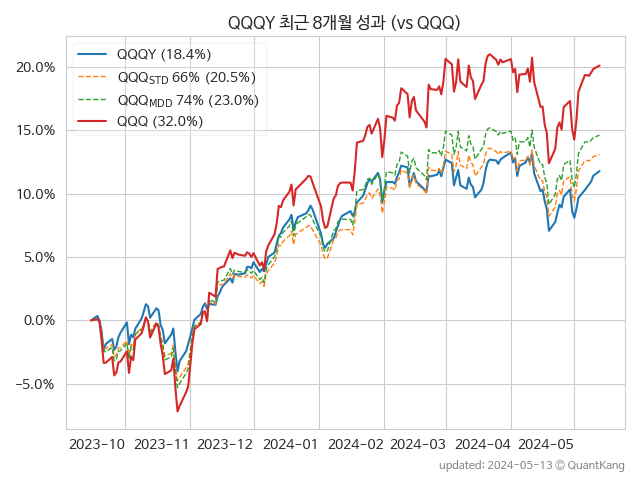 QQQY 최근 8개월 성과 (vs QQQ)
QQQY (18.4%)
QQQSTD 66% (20.5%)
QQQMDD 74% (23.0%)
QQQ (32.0%)
20.0%
15.0%
10.0%
5.0%
0.0%
−5.0%
2023-10 2023-11 2023-12 2024-01 2024-02 2024-03 2024-04 2024-05
updated: 2024-05-13 © QuantKang